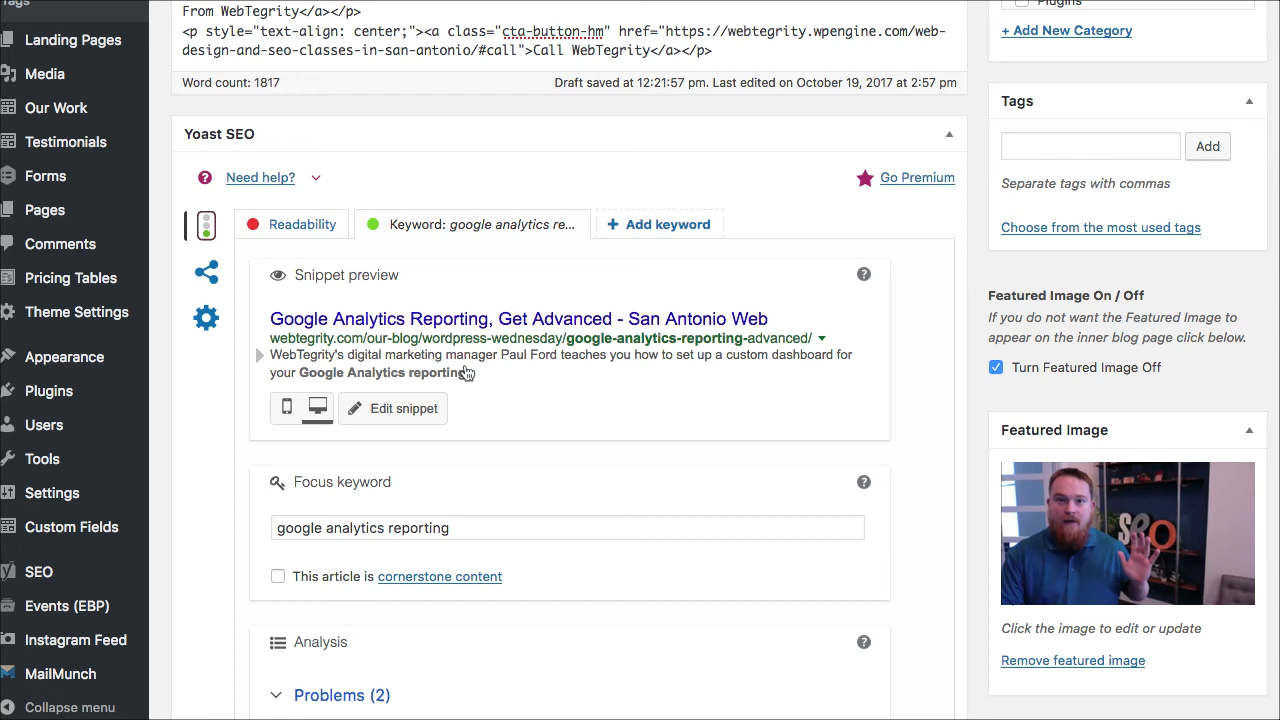 Tags
Landing Pages
Media
Our Work
Testimonials
Forms
Pages
Comments
Pricing Tables
Theme Settings
Appearance
Plugins
Users
Tools
Settings
Custom Fields
SEO
Events (EBP)
Instagram Feed
MailMunch
Collapse menu
From WebTegrity</a></p>
<p style="text-align: center;"><a class="cta-button-hm" href="https://webtegrity.wpengine.com/web-
design-and-seo-classes-in-san-antonio/#call">Call WebTegrity</a></p>
Word count: 1817
Draft saved at 12:21:57 pm. Last edited on October 19, 2017 at 2:57 pm
Yoast SEO
Need help?
Go Premium
Readability
Keyword: google analytics re...
+ Add keyword
Snippet preview
Google Analytics Reporting, Get Advanced - San Antonio Web
webtegrity.com/our-blog/wordpress-wednesday/google-analytics-reporting-advanced/
WebTegrity's digital marketing manager Paul Ford teaches you how to set up a custom dashboard for
your Google Analytics reporting
Edit snippet
Focus keyword
google analytics reporting
This article is cornerstone content
Analysis
Problems (2)
Plugins
+ Add New Category
Tags
Add
Separate tags with commas
Choose from the most used tags
Featured Image On / Off
If you do not want the Featured Image to
appear on the inner blog page click below.
Turn Featured Image Off
Featured Image
seo
Click the image to edit or update
Remove featured image